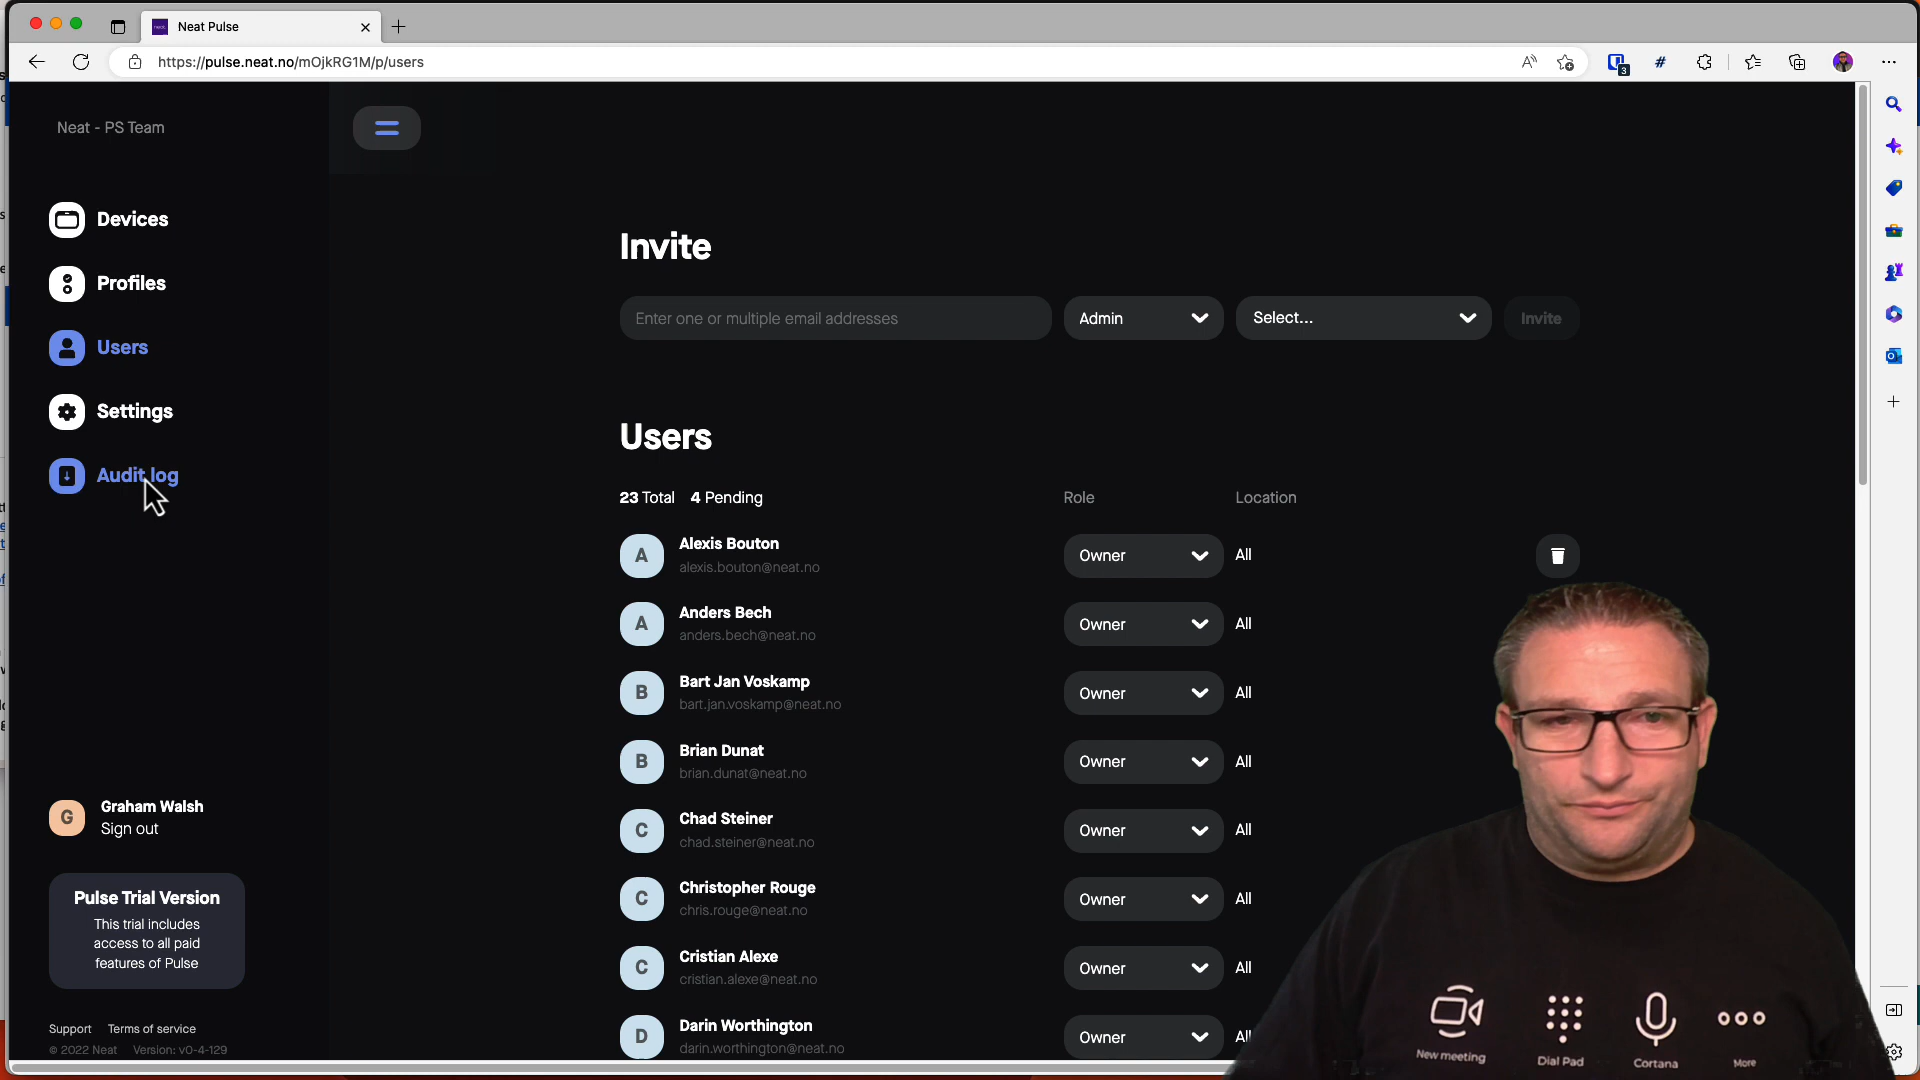 Neat Pulse
https://pulse.neat.no/mOjkRG1M/p/users
3
Neat - PS Team
Devices
Profiles
Users
Settings
Audit log
Graham Walsh
Sign out
Pulse Trial Version
This trial includes
access to all paid
features of Pulse
Support Terms of service
© 2022 Neat Version: v0-4-129
Invite
Enter one or multiple email addresses Admin Select... Invite
Users
23 Total 4 Pending Role Location
A Alexis Bouton Owner All
alexis.bouton@neat.no
A Anders Bech Owner All
anders.bech@neat.no
B Bart Jan Voskamp Owner All
bart.jan.voskamp@neat.no
B Brian Dunat Owner All
brian.dunat@neat.no
C Chad Steiner Owner All
chad.steiner@neat.no
C Christopher Rouge Owner All
chris.rouge@neat.no
C Cristian Alexe Owner All
cristian.alexe@neat.no
D Darin Worthington Owner All
darin.worthington@neat.no
New meeting Dial Pad Cortana More
G